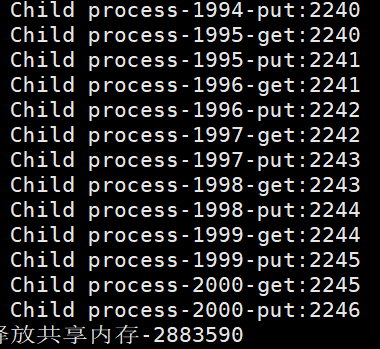 Child process-1994-put:2240
Child process-1995-get:2240
Child process-1995-put:2241
Child process-1996-get:2241
Child process-1996-put:2242
Child process-1997-get:2242
Child process-1997-put:2243
Child process-1998-get:2243
Child process-1998-put:2244
Child process-1999-get:2244
Child process-1999-put:2245
Child process-2000-get:2245
Child process-2000-put:2246
释放共享内存-2883590